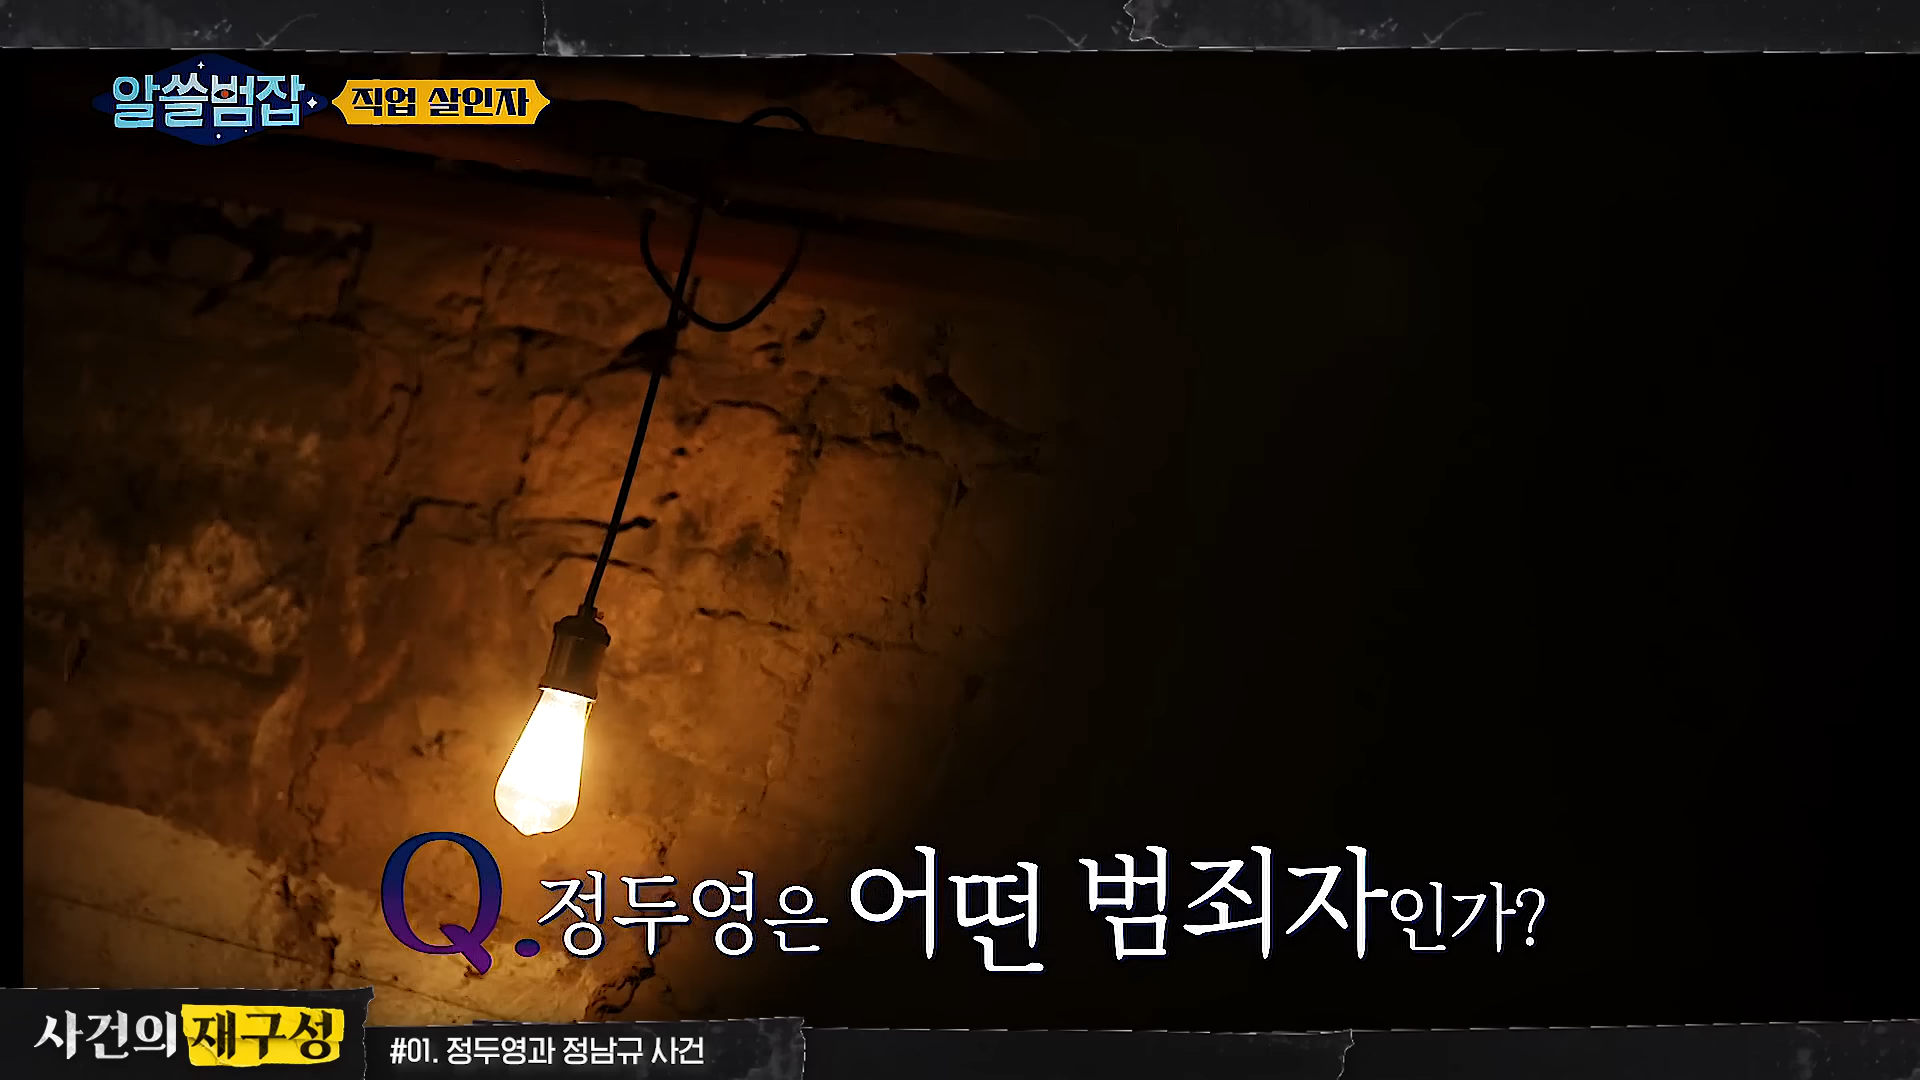 알쓸범잡
직업 살인자
Q. 정두영은 어떤 범죄자인가?
사건의 재구성
#01. 정두영과 정남규 사건